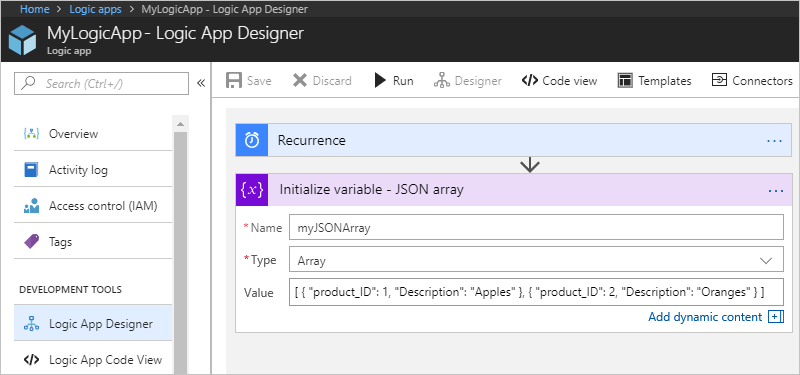 Home > Logic apps > MyLogicApp - Logic App Designer
MyLogicApp - Logic App Designer
Logic app
Search (Ctrl+/)
«
Overview
Activity log
Access control (IAM)
Tags
DEVELOPMENT TOOLS
Logic App Designer
Logic App Code View
Save Discard Run Designer Code view Templates Connectors
Recurrence ...
{x} Initialize variable - JSON array ...
* Name myJSONArray
* Type Array
Value [ { "product_ID": 1, "Description": "Apples" }, { "product_ID": 2, "Description": "Oranges" } ]
Add dynamic content